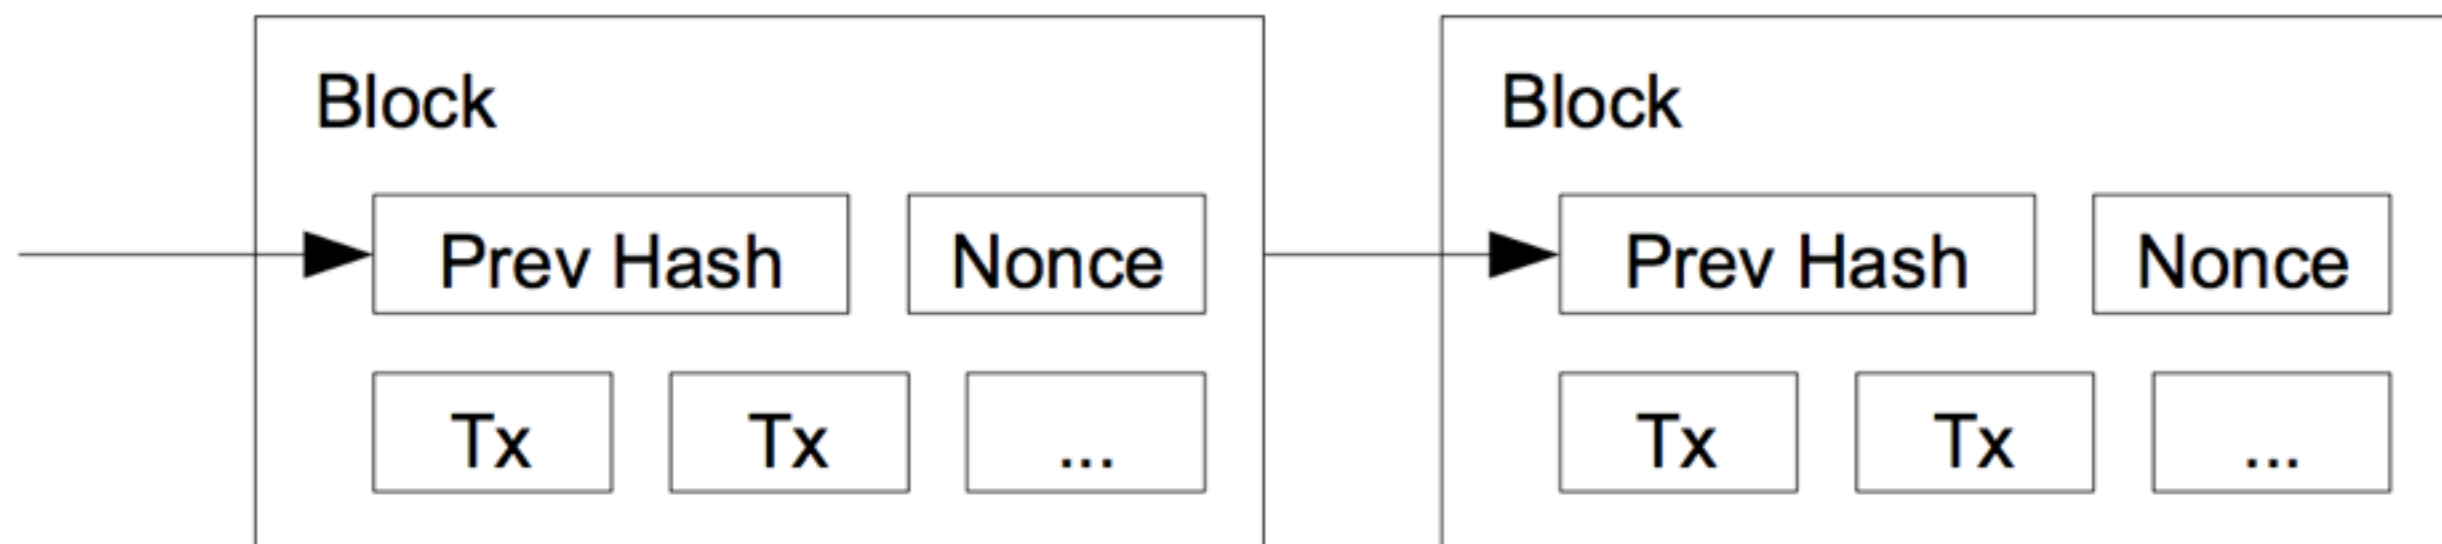 Block
Prev Hash Nonce
Tx Tx ...
Block
Prev Hash Nonce
Tx Tx ...